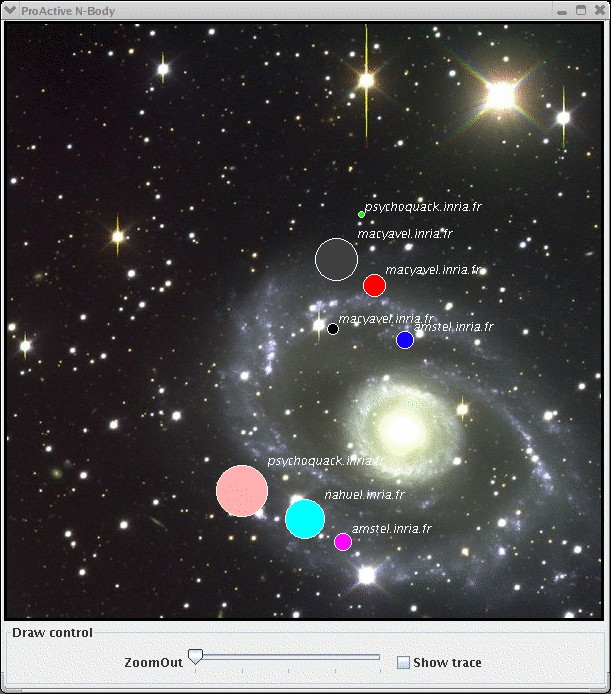 ProActive N-Body
psychoquack.inria.fr
macyavel.inria.fr
macyavel.inria.fr
macyavel.inria.fr
amstel.inria.fr
psychoquack.inria.fr
nahuel.inria.fr
amstel.inria.fr
Draw control
ZoomOut
Show trace